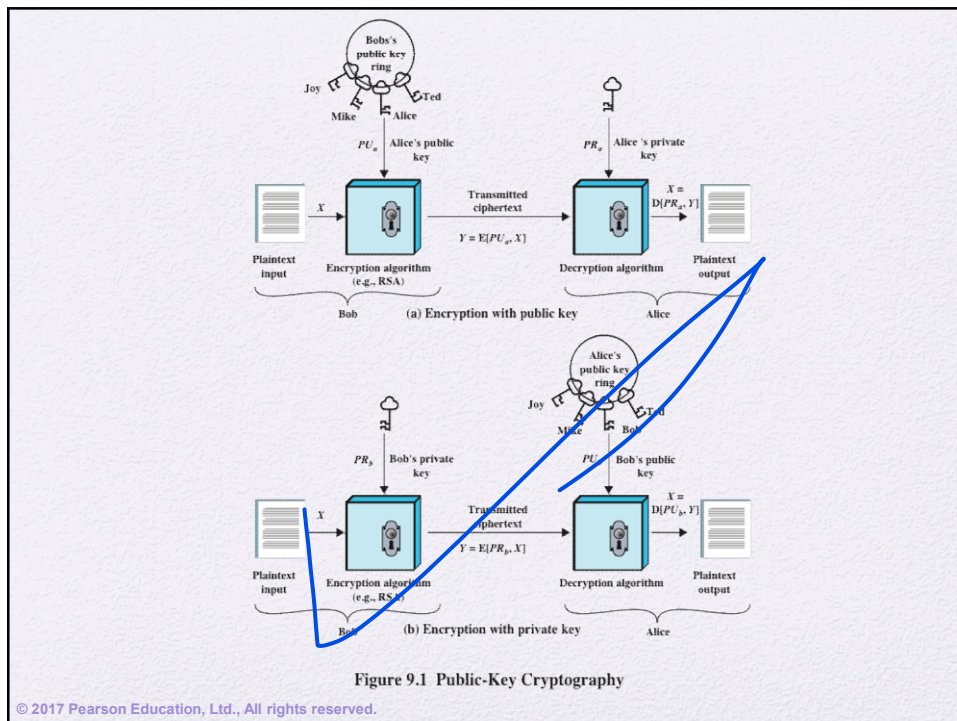 Bobs's
public key
ring
Joy
Ted
Mike
Alice
PUa
Alice's public
key
PRa
Alice 's private
key
X
Transmitted
ciphertext
X =
D[PRa, Y]
Y = E[PUa, X]
Plaintext
input
Encryption algorithm
(e.g., RSA)
Decryption algorithm
Plaintext
output
Bob
(a) Encryption with public key
Alice
Alice's
public key
ring
Joy
Ted
Mike
Bob
PRb
Bob's private
key
PU
Bob's public
key
X
Transmitted
ciphertext
X =
D[PUb, Y]
Y = E[PRb, X]
Plaintext
input
Encryption algorithm
(e.g., RSA)
Decryption algorithm
Plaintext
output
Bob
(b) Encryption with private key
Alice
Figure 9.1 Public-Key Cryptography
© 2017 Pearson Education, Ltd., All rights reserved.